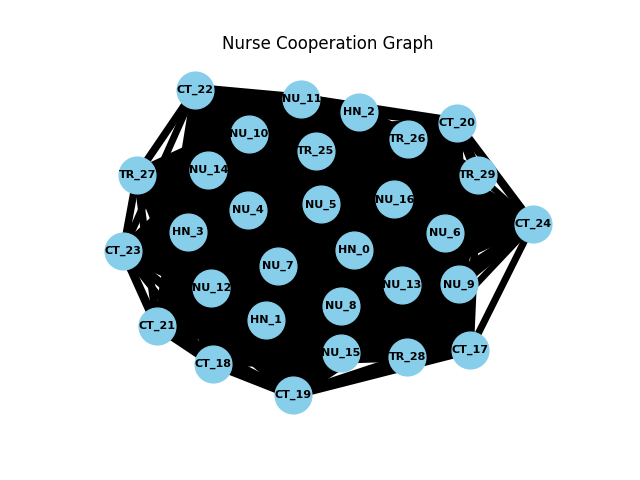 Nurse Cooperation Graph
CT_22
NU_11
HN_2
CT_20
NU_10
TR_26
TR_25
NU_14
TR_27
TR_29
NU_16
NU_5
NU_4
CT_24
HN_3
NU_6
HN_0
CT_23
NU_7
NU_9
NU_13
NU_12
NU_8
HN_1
CT_21
CT_17
NU_15
TR_28
CT_18
CT_19